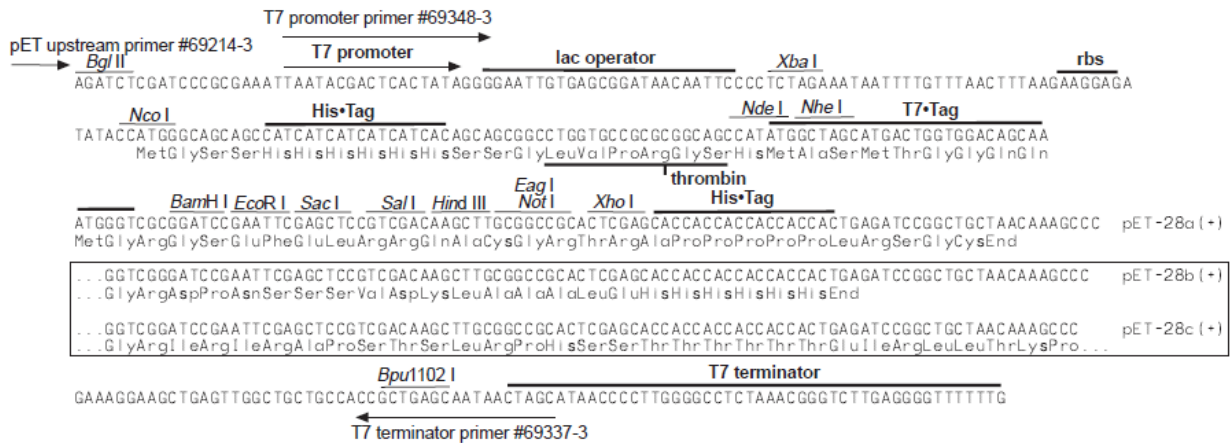 T7 promoter primer #69348-3
pET upstream primer #69214-3
Bgl II
T7 promoter
lac operator
Xba I
rbs
AGATCTCGATCCCGCGAAATTAATACGACTCACTATAGGGGAATTGTGAGCGGATAACAATTCCCCTCTAGAAATAATTTTGTTTAACTTTAAGAAGGAGA
Nco I
His•Tag
Nde I
Nhe I
T7•Tag
TATACCATGGGCAGCAGCCATCATCATCATCATCACAGCAGCGGCCTGGTGCCGCGCGGCAGCCATATGGCTAGCATGACTGGTGGACAGCAA
MetGlySerSerHisHisHisHisHisHisSerSerGlyLeuValProArgGlySerHisMetAlaSerMetThrGlyGlyGlnGln
thrombin
BamH I
EcoR I
Sac I
Sal I
Hind III
Eag I
Not I
Xho I
His•Tag
ATGGGTCGCGGATCCGAATTCGAGCTCCGTCGACAAGCTTGCGGCCGCACTCGAGCACCACCACCACCACCACTGAGATCCGGCTGCTAACAAAGCCC pET-28a(+)
MetGlyArgGlySerGluPheGluLeuArgArgGlnAlaCysGlyArgThrArgAlaProProProProProLeuArgSerGlyCysEnd
...GGTCGGGATCCGAATTCGAGCTCCGTCGACAAGCTTGCGGCCGCACTCGAGCACCACCACCACCACCACTGAGATCCGGCTGCTAACAAAGCCC pET-28b(+)
...GlyArgAspProAsnSerSerSerValAspLysLeuAlaAlaAlaLeuGluHisHisHisHisHisHisEnd
...GGTCGGATCCGAATTCGAGCTCCGTCGACAAGCTTGCGGCCGCACTCGAGCACCACCACCACCACCACTGAGATCCGGCTGCTAACAAAGCCC pET-28c(+)
...GlyArgIleArgIleArgAlaProSerThrSerLeuArgProHisSerSerThrThrThrThrThrThrGluIleArgLeuLeuThrLysPro...
Bpu1102 I
T7 terminator
GAAAGGAAGCTGAGTTGGCTGCTGCCACCGCTGAGCAATAACTAGCATAACCCCTTGGGGCCTCTAAACGGGTCTTGAGGGGTTTTTTG
T7 terminator primer #69337-3